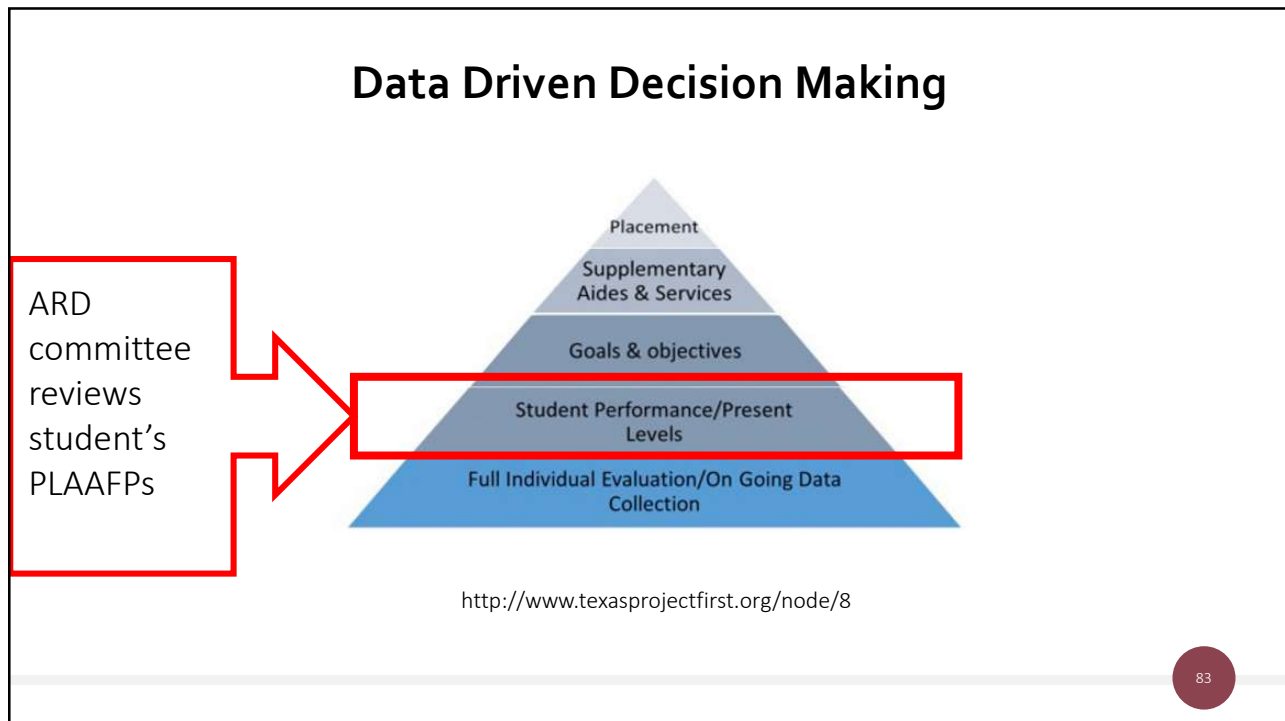 Data Driven Decision Making
ARD
committee
reviews
student’s
PLAAFPs
Placement
Supplementary
Aides & Services
Goals & objectives
Student Performance/Present
Levels
Full Individual Evaluation/On Going Data
Collection
http://www.texasprojectfirst.org/node/8
83